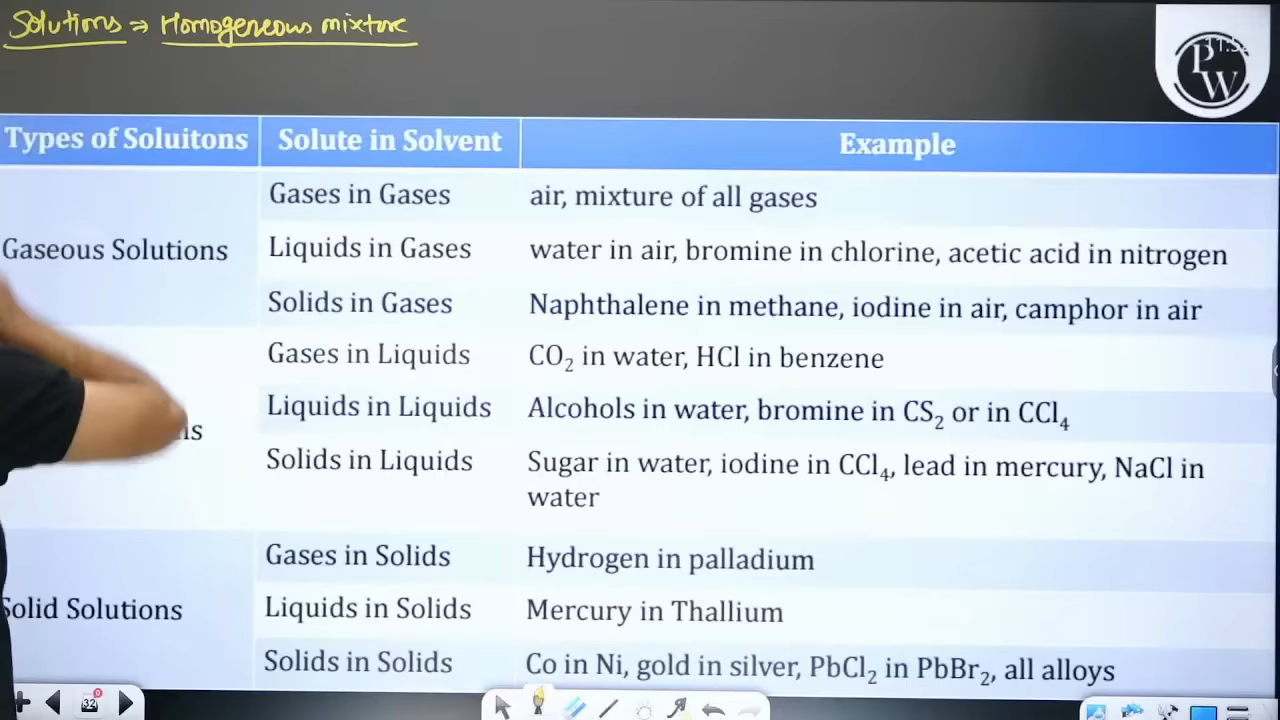 Solutions ⇒ Homogeneous mixture
PW
Types of Soluitons Solute in Solvent Example
Gases in Gases air, mixture of all gases
Gaseous Solutions Liquids in Gases water in air, bromine in chlorine, acetic acid in nitrogen
Solids in Gases Naphthalene in methane, iodine in air, camphor in air
Gases in Liquids CO₂ in water, HCl in benzene
Liquids in Liquids Alcohols in water, bromine in CS₂ or in CCl₄
Solids in Liquids Sugar in water, iodine in CCl₄, lead in mercury, NaCl in
water
Gases in Solids Hydrogen in palladium
Solid Solutions Liquids in Solids Mercury in Thallium
Solids in Solids Co in Ni, gold in silver, PbCl₂ in PbBr₂, all alloys
32